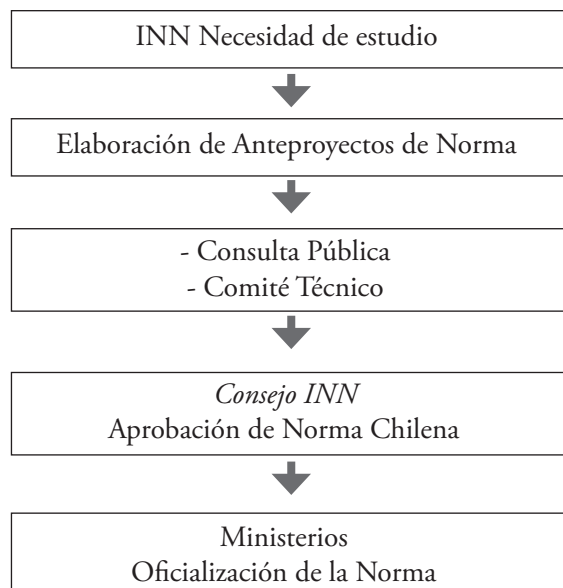 INN Necesidad de estudio
Elaboración de Anteproyectos de Norma
- Consulta Pública
- Comité Técnico
Consejo INN
Aprobación de Norma Chilena
Ministerios
Oficialización de la Norma